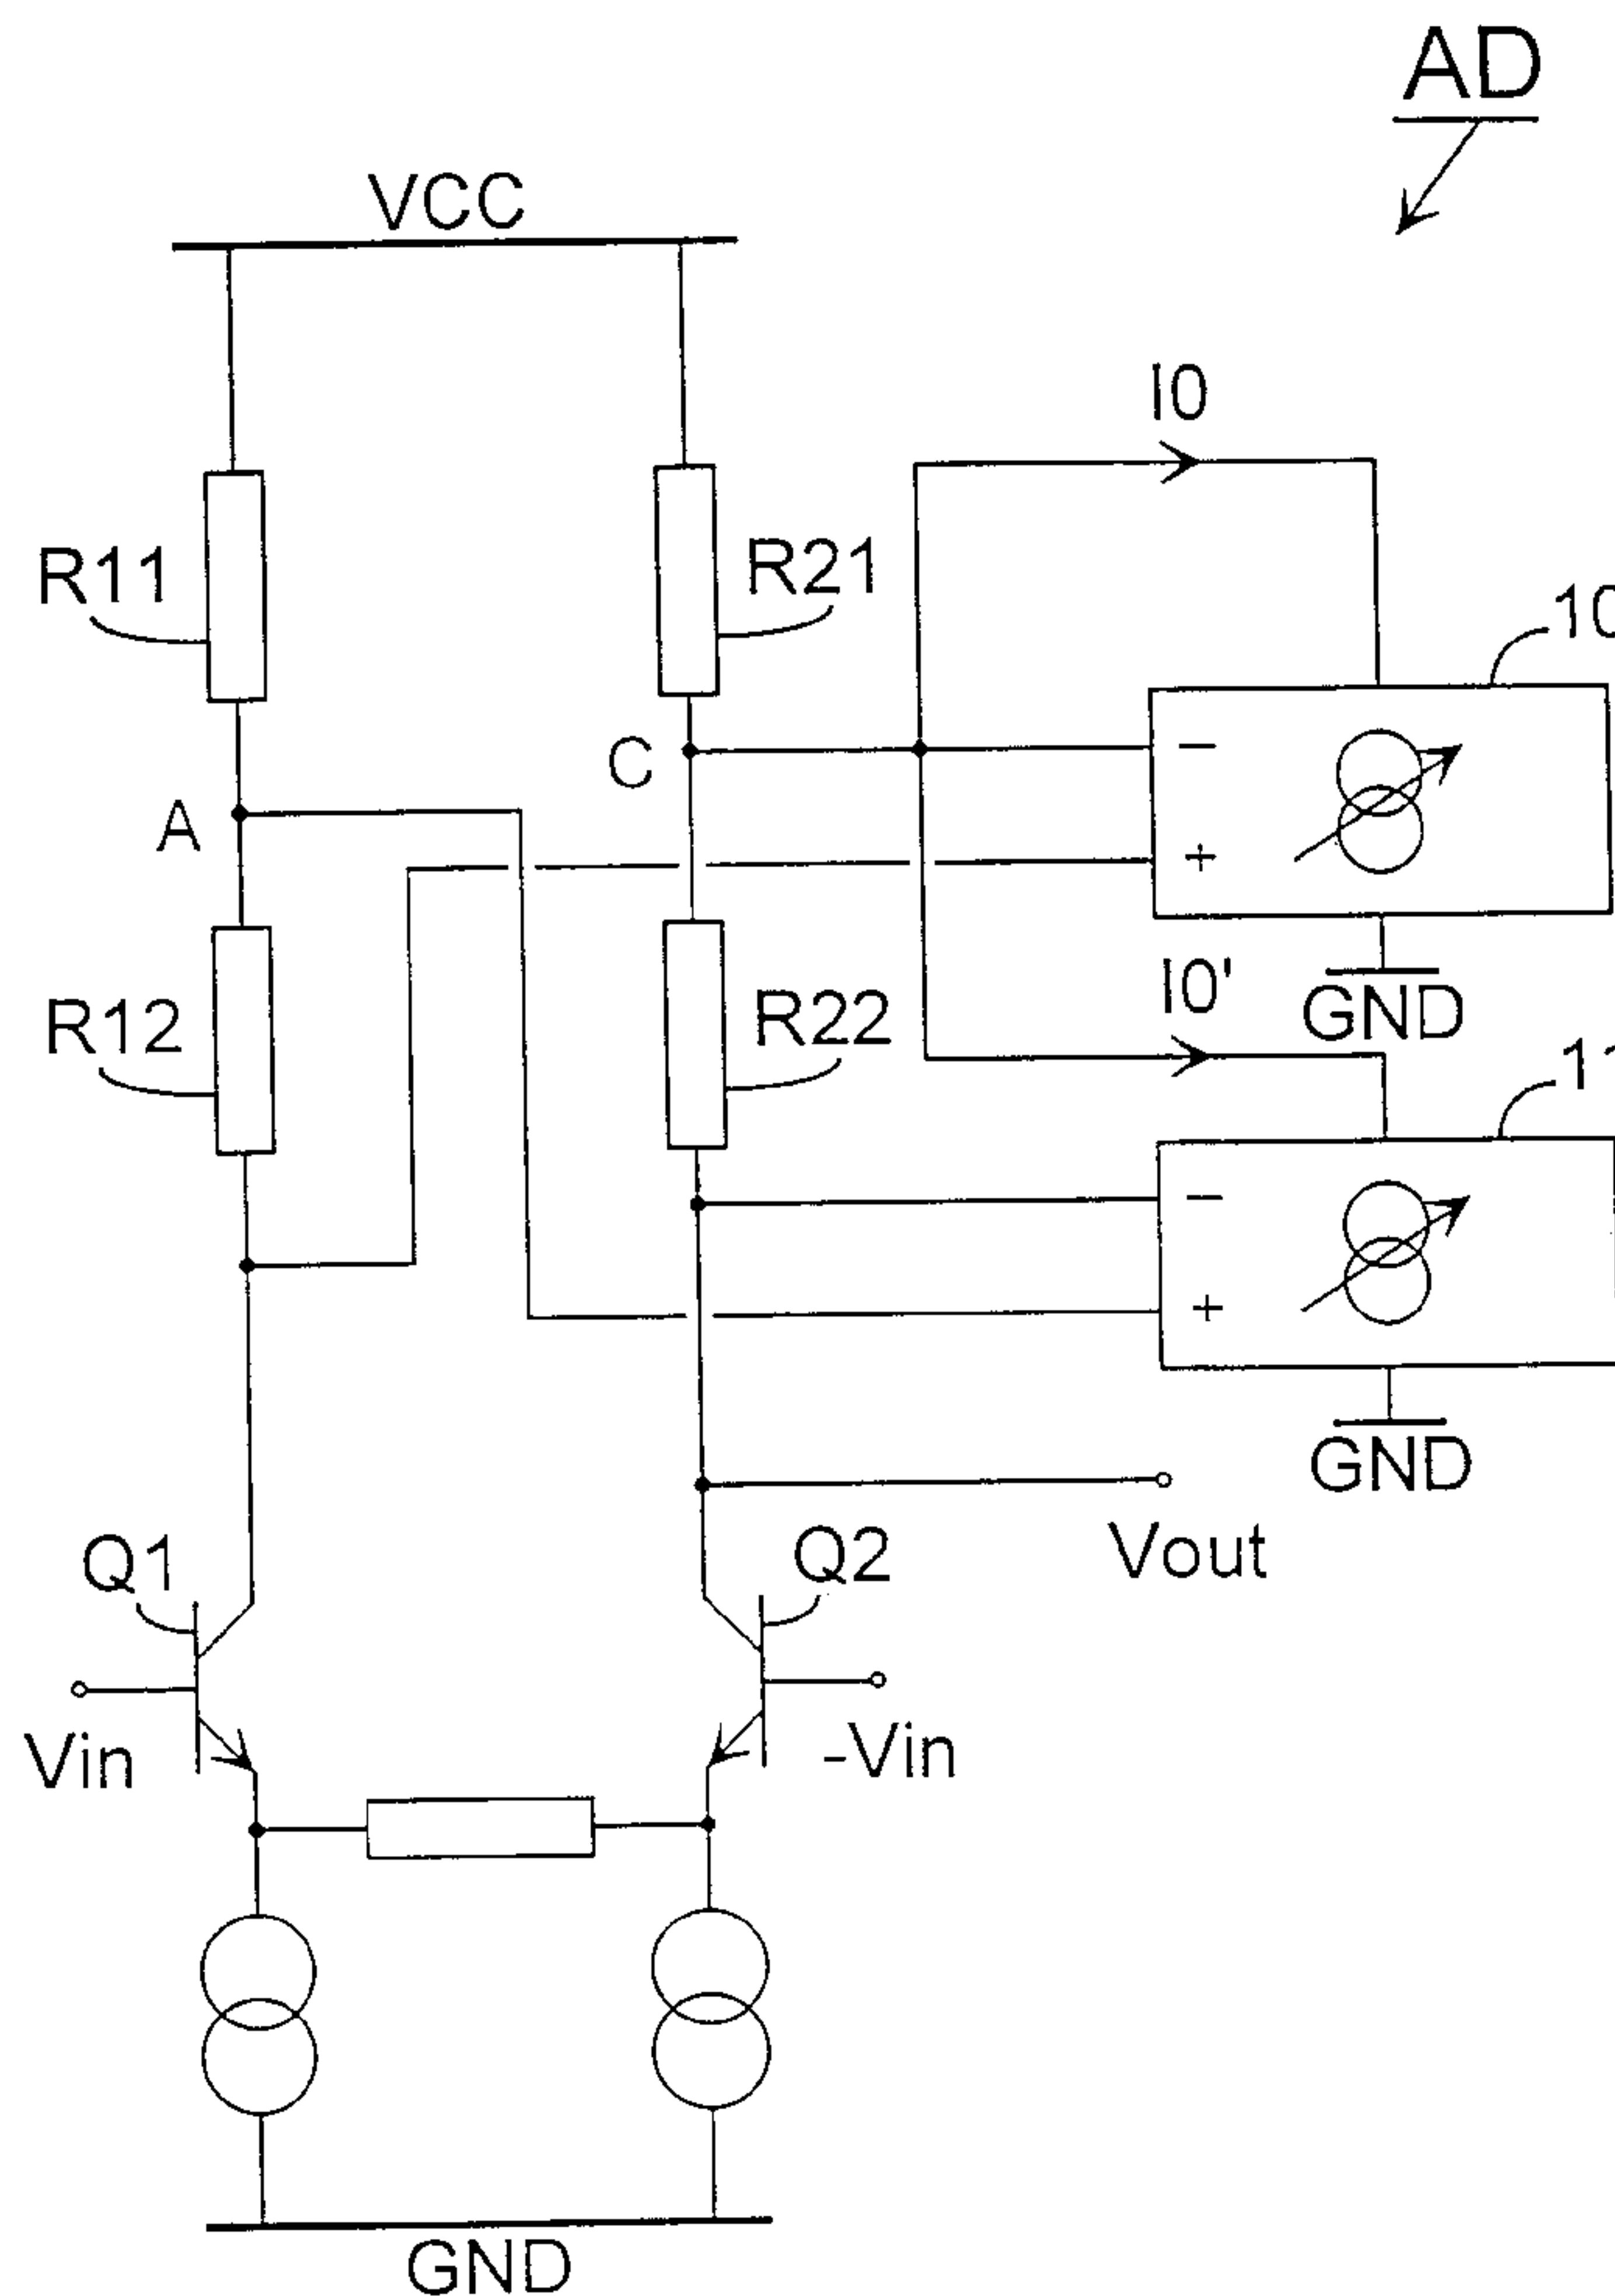 AD
VCC
I0
R11
R21
10
C
A
−
+
GND
I0'
R12
R22
11
−
+
GND
Vout
Q1
Q2
Vin
-Vin
GND